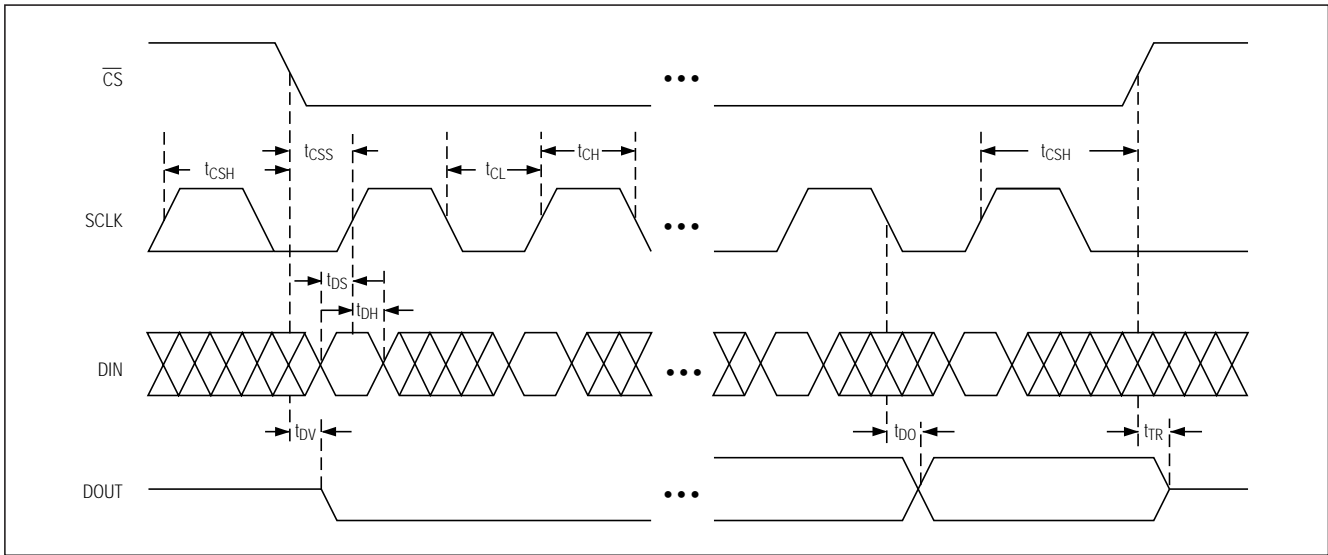 CS
•••
tCSH
tCSS
tCL
tCH
tCSH
SCLK
•••
tDS
tDH
DIN
•••
tDV
tDO
tTR
DOUT
•••